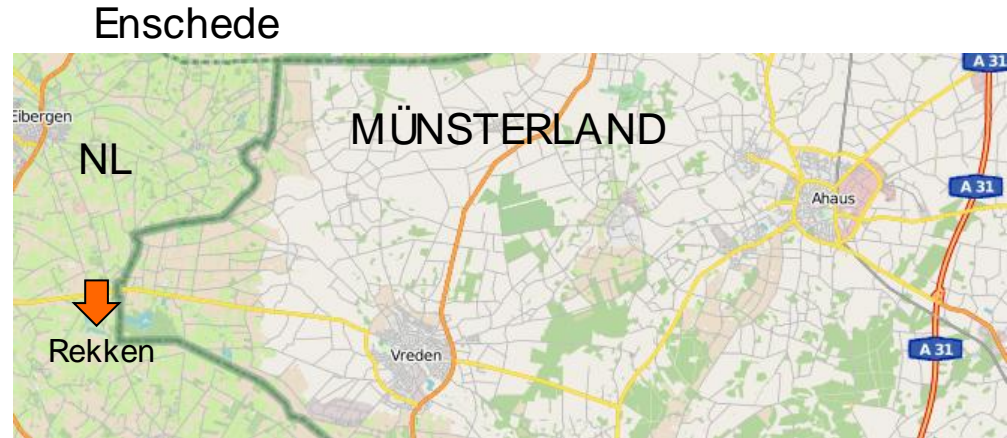 Enschede
A 31
Eibergen
MÜNSTERLAND
NL
A 31
Ahaus
Rekken
Vreden
A 31